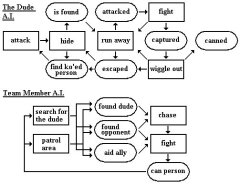 The Dude
A.I.
is found
attacked
fight
attack
hide
run away
captured
canned
find ko'ed
person
escaped
wiggle out
Team Member A.I.
search for
the dude
found dude
chase
patrol
area
found
opponent
fight
aid ally
can person